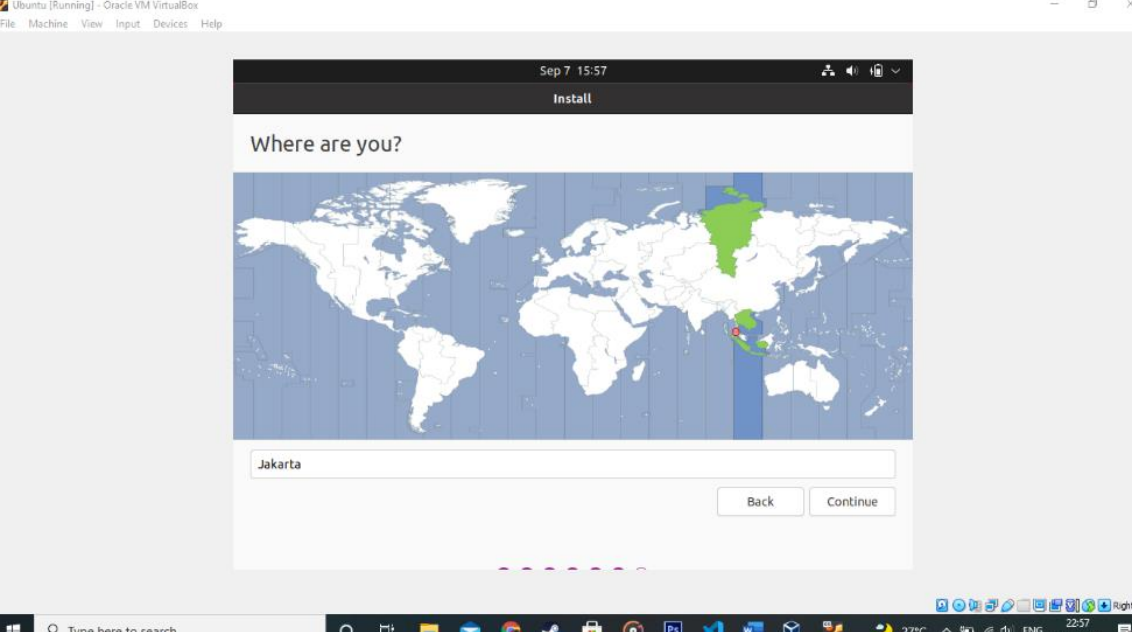 Ubuntu [Running] - Oracle VM VirtualBox
File Machine View Input Devices Help
Sep 7 15:57
Install
Where are you?
Jakarta
Back Continue
Right
Type here to search
Ps
27°C
ENG
22:57